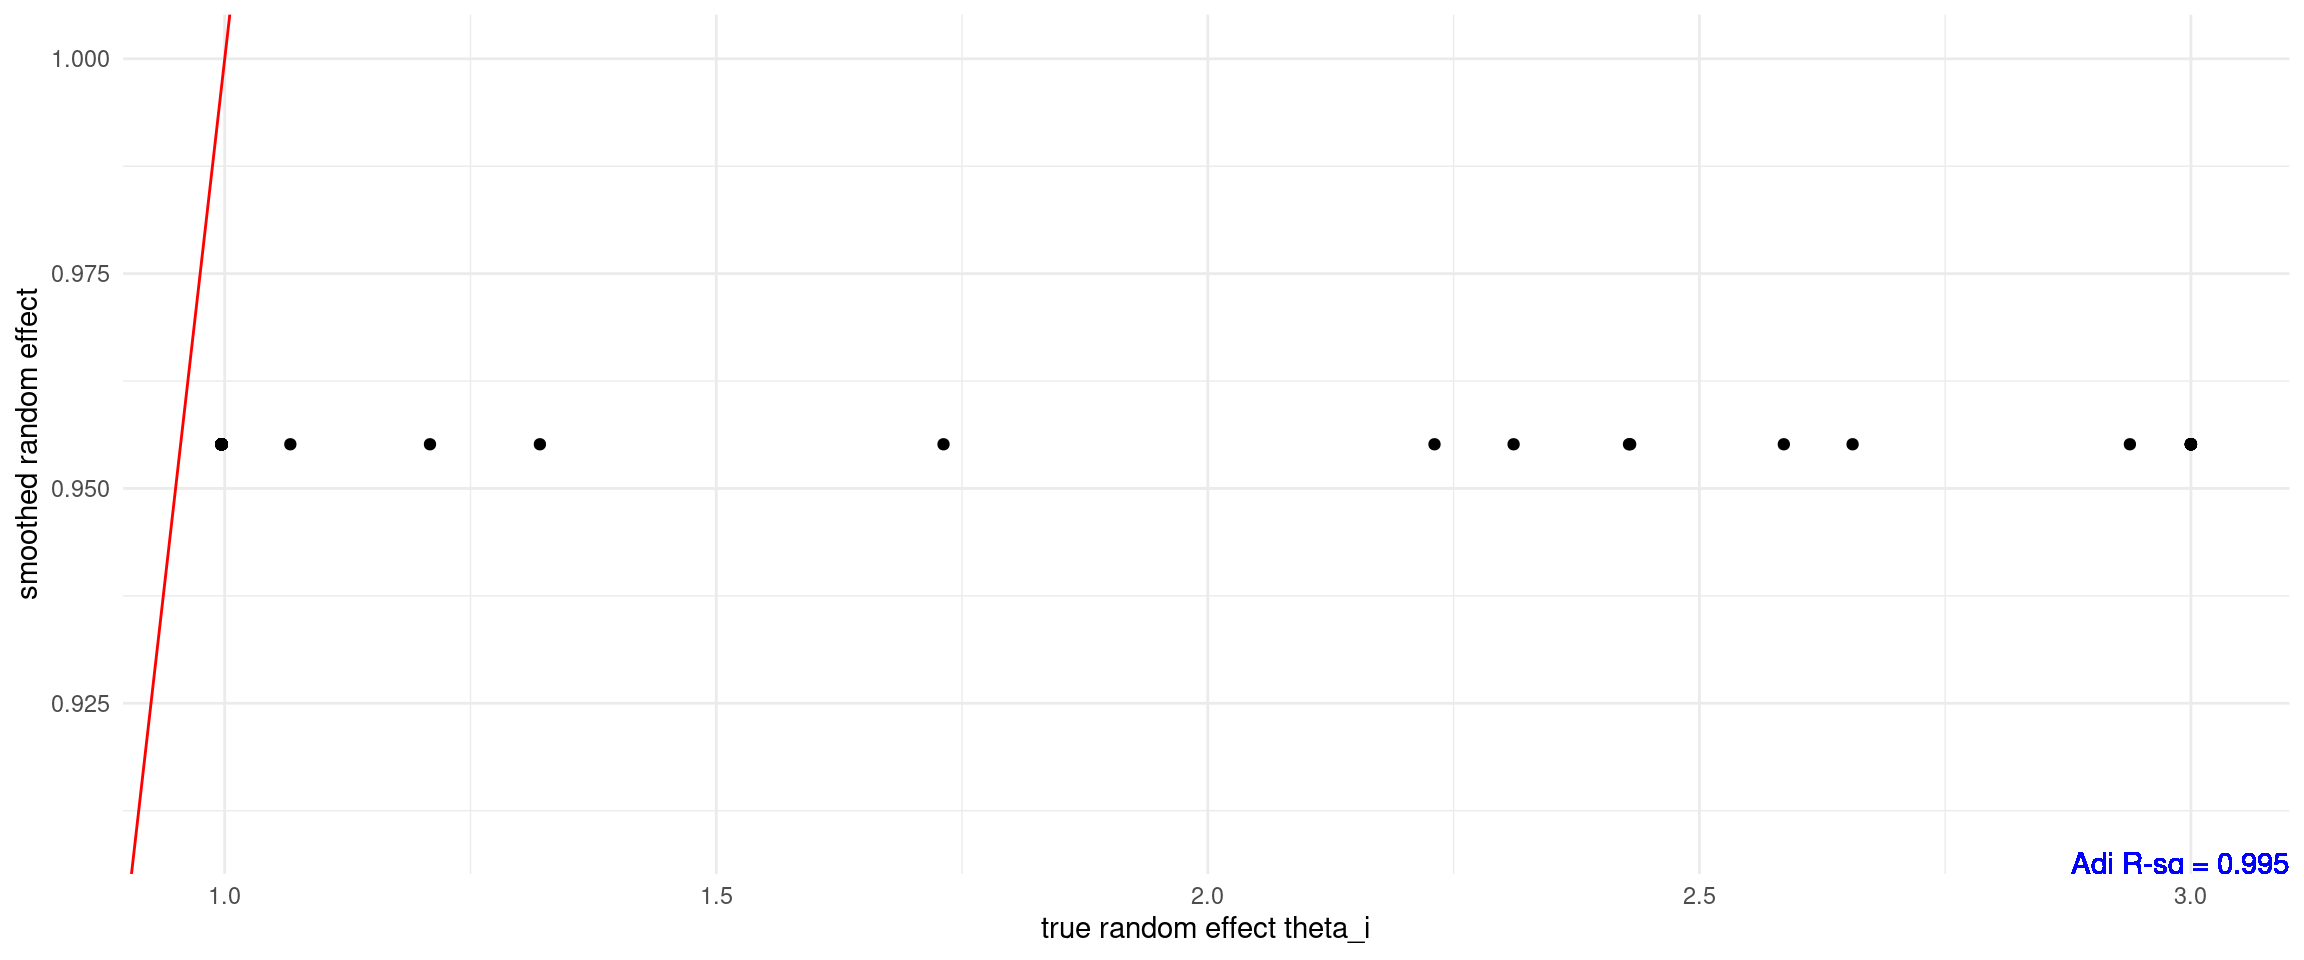 1.000
0.975
0.950
0.925
smoothed random effect
Adj R-sq = 0.995
1.0 1.5 2.0 2.5 3.0
true random effect theta_i